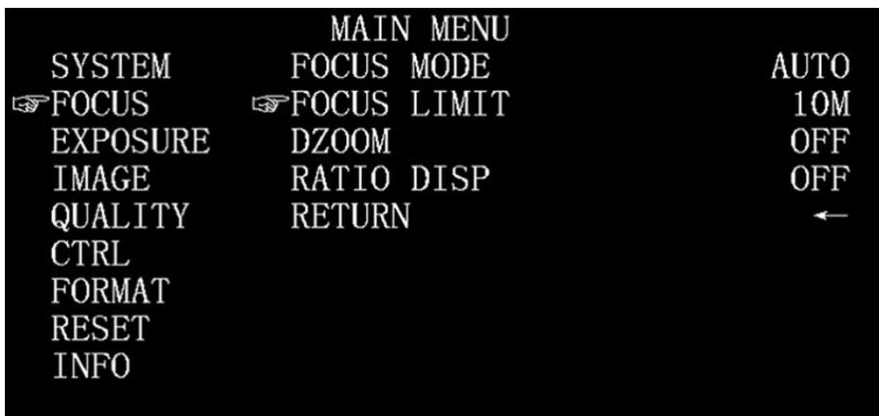 MAIN MENU
SYSTEM FOCUS MODE AUTO
☞FOCUS ☞FOCUS LIMIT 10M
EXPOSURE DZOOM OFF
IMAGE RATIO DISP OFF
QUALITY RETURN ←
CTRL
FORMAT
RESET
INFO